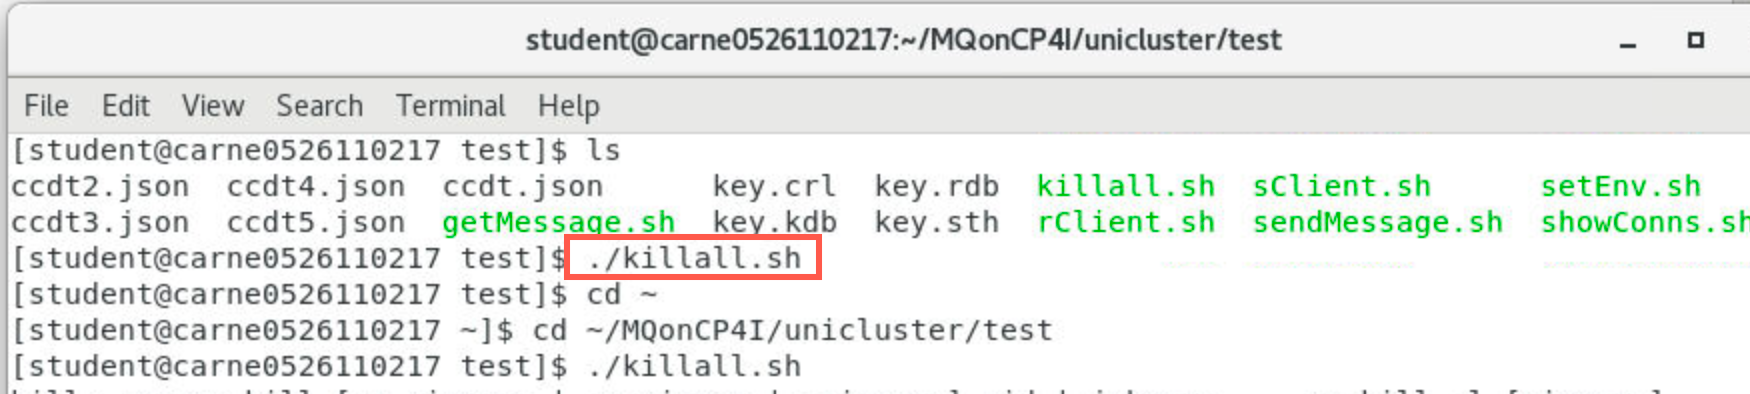 student@carne0526110217:~/MQonCP4I/unicluster/test
File Edit View Search Terminal Help
[student@carne0526110217 test]$ ls
ccdt2.json ccdt4.json ccdt.json key.crl key.rdb killall.sh sClient.sh setEnv.sh
ccdt3.json ccdt5.json getMessage.sh key.kdb key.sth rClient.sh sendMessage.sh showConns.sh
[student@carne0526110217 test]$ ./killall.sh
[student@carne0526110217 test]$ cd ~
[student@carne0526110217 ~]$ cd ~/MQonCP4I/unicluster/test
[student@carne0526110217 test]$ ./killall.sh